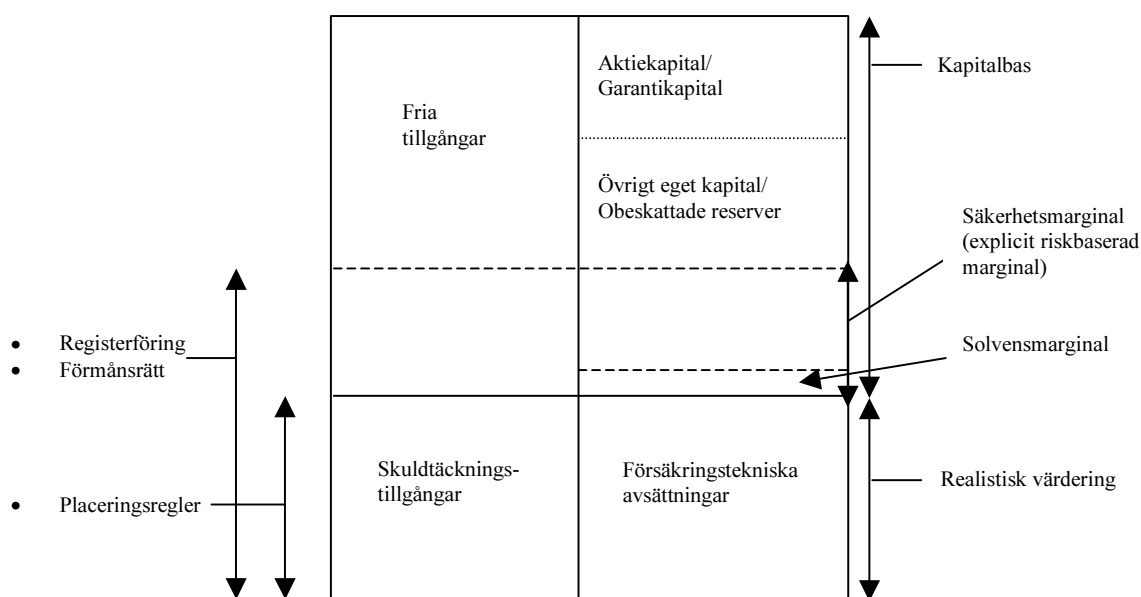 Aktiekapital/
Garantikapital
Kapitalbas
Fria
tillgångar
Övrigt eget kapital/
Obeskattade reserver
Säkerhetsmarginal
(explicit riskbaserad
marginal)
• Registerföring
• Förmånsrätt
Solvensmarginal
Skuldtäcknings-
tillgångar
Försäkringstekniska
avsättningar
Realistisk värdering
• Placeringsregler